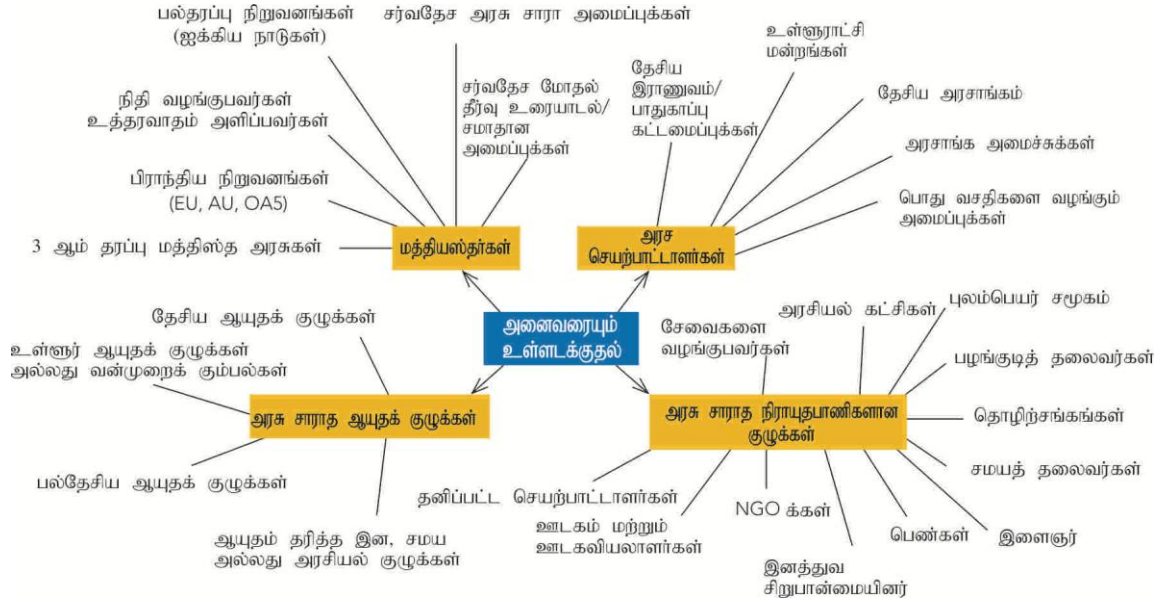 பல்தரப்பு நிறுவனங்கள்
(ஐக்கிய நாடுகள்)
சர்வதேச அரசு சாரா அமைப்புக்கள்
சர்வதேச மோதல்
தீர்வு உரையாடல்/
சமாதான
அமைப்புக்கள்
நிதி வழங்குபவர்கள்
உத்தரவாதம் அளிப்பவர்கள்
பிராந்திய நிறுவனங்கள்
(EU, AU, OA5)
3 ஆம் தரப்பு மத்திஸ்த அரசுகள்
மத்தியஸ்தர்கள்
தேசிய
இராணுவம்/
பாதுகாப்பு
கட்டமைப்புக்கள்
உள்ளூராட்சி
மன்றங்கள்
தேசிய அரசாங்கம்
அரசாங்க அமைச்சுக்கள்
பொது வசதிகளை வழங்கும்
அமைப்புக்கள்
அரச
செயற்பாட்டாளர்கள்
அனைவரையும்
உள்ளடக்குதல்
தேசிய ஆயுதக் குழுக்கள்
உள்ளூர் ஆயுதக் குழுக்கள்
அல்லது வன்முறைக் கும்பல்கள்
அரசு சாராத ஆயுதக் குழுக்கள்
பல்தேசிய ஆயுதக் குழுக்கள்
ஆயுதம் தரித்த இன, சமய
அல்லது அரசியல் குழுக்கள்
சேவைகளை
வழங்குபவர்கள்
அரசியல் கட்சிகள்
புலம்பெயர் சமூகம்
பழங்குடித் தலைவர்கள்
தொழிற்சங்கங்கள்
சமயத் தலைவர்கள்
அரசு சாராத நிராயுதபாணிகளான
குழுக்கள்
தனிப்பட்ட செயற்பாட்டாளர்கள்
ஊடகம் மற்றும்
ஊடகவியலாளர்கள்
NGO க்கள்
இனத்துவ
சிறுபான்மையினர்
பெண்கள்
இளைஞர்